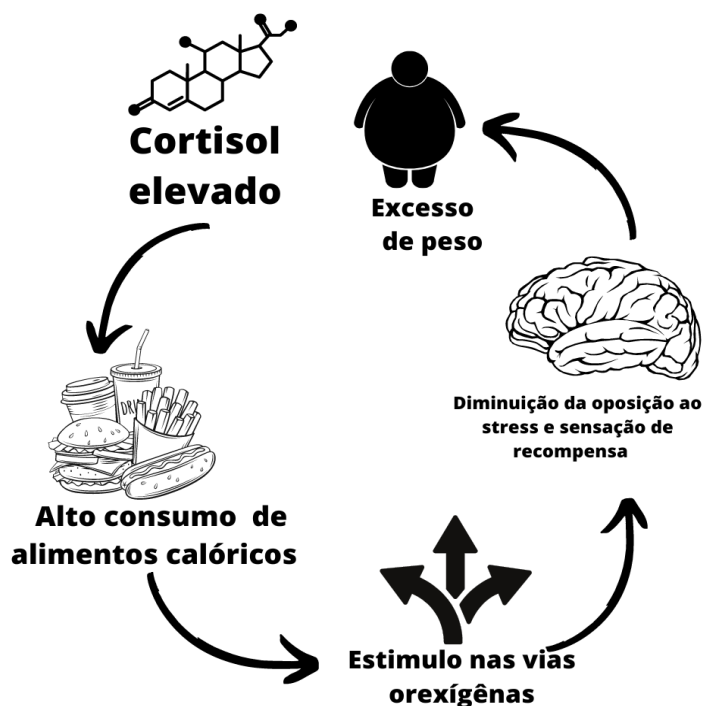 Cortisol
elevado
Excesso
de peso
DRI
Alto consumo de
alimentos calóricos
Estimulo nas vias
orexígênas
Diminuição da oposição ao
stress e sensação de
recompensa